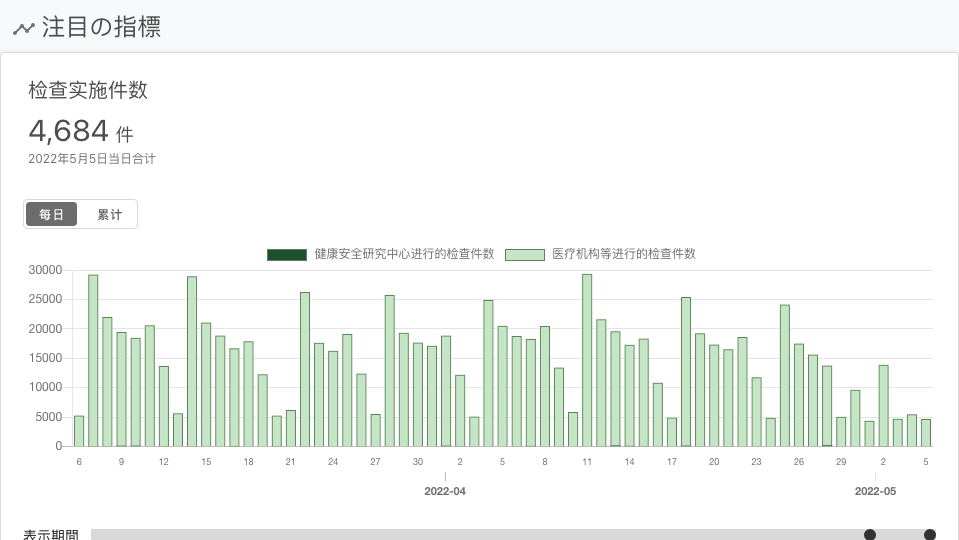 注目の指標
检查实施件数
4,684 件
2022年5月5日当日合计
每日 累计
健康安全研究中心进行的检查件数 医疗机构等进行的检查件数
30000
25000
20000
15000
10000
5000
0
6 9 12 15 18 21 24 27 30 2 5 8 11 14 17 20 23 26 29 2 5
2022-04 2022-05
表示期間